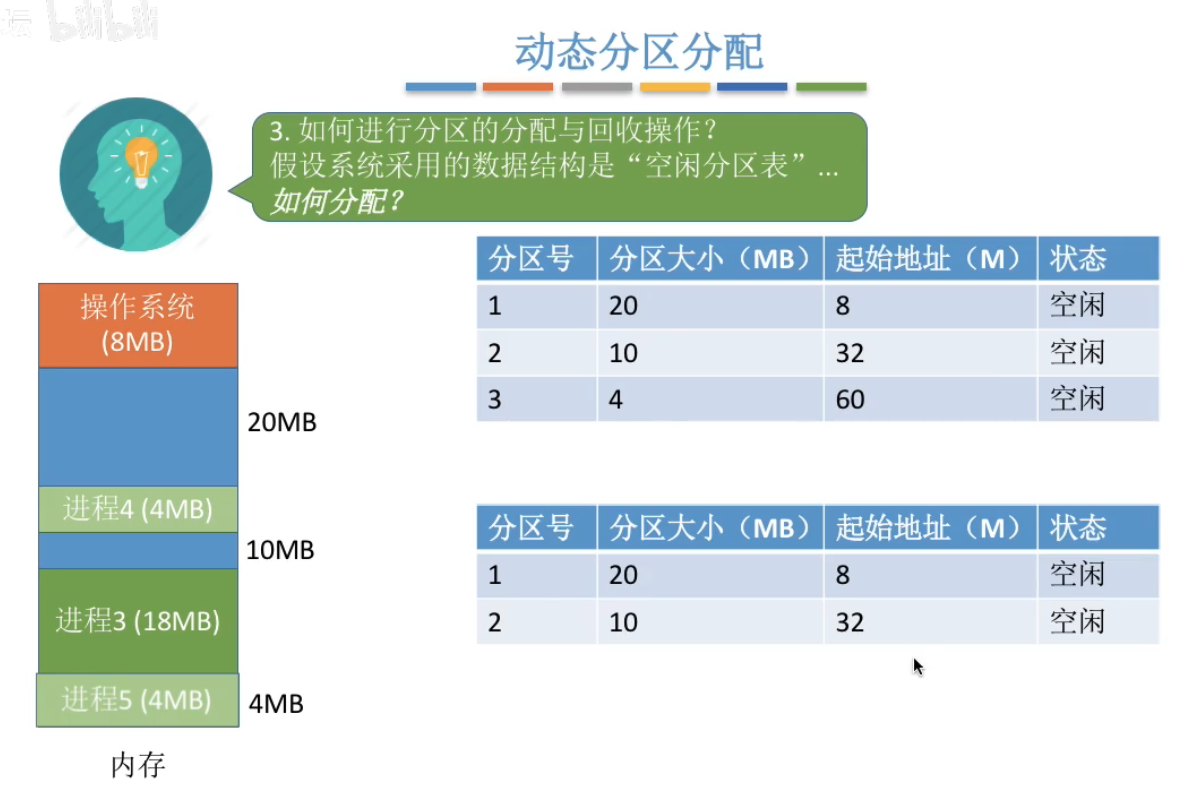 坛 bilibili
动态分区分配
3. 如何进行分区的分配与回收操作?
假设系统采用的数据结构是“空闲分区表”...
如何分配?
分区号 分区大小（MB） 起始地址（M） 状态
1 20 8 空闲
2 10 32 空闲
3 4 60 空闲
操作系统
(8MB)
20MB
进程4 (4MB)
10MB
进程3 (18MB)
进程5 (4MB)
4MB
内存
分区号 分区大小（MB） 起始地址（M） 状态
1 20 8 空闲
2 10 32 空闲